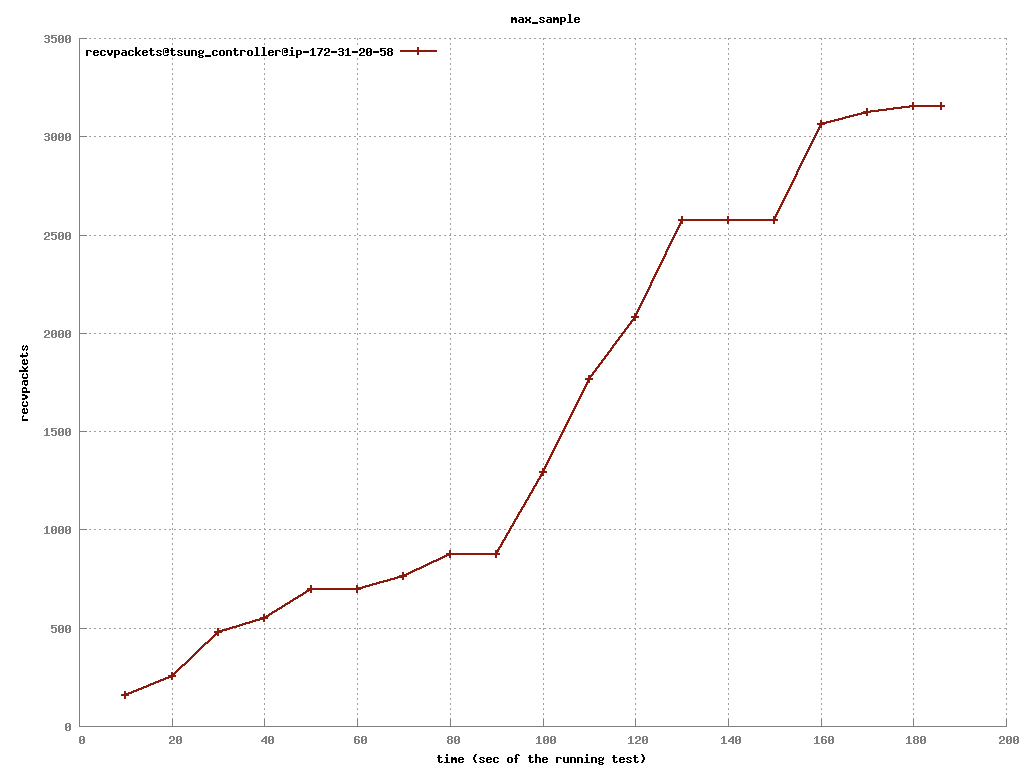 max_sample
recvpackets@tsung_controller@ip-172-31-20-58
3500
3000
2500
2000
1500
1000
500
0
recvpackets
0 20 40 60 80 100 120 140 160 180 200
time (sec of the running test)